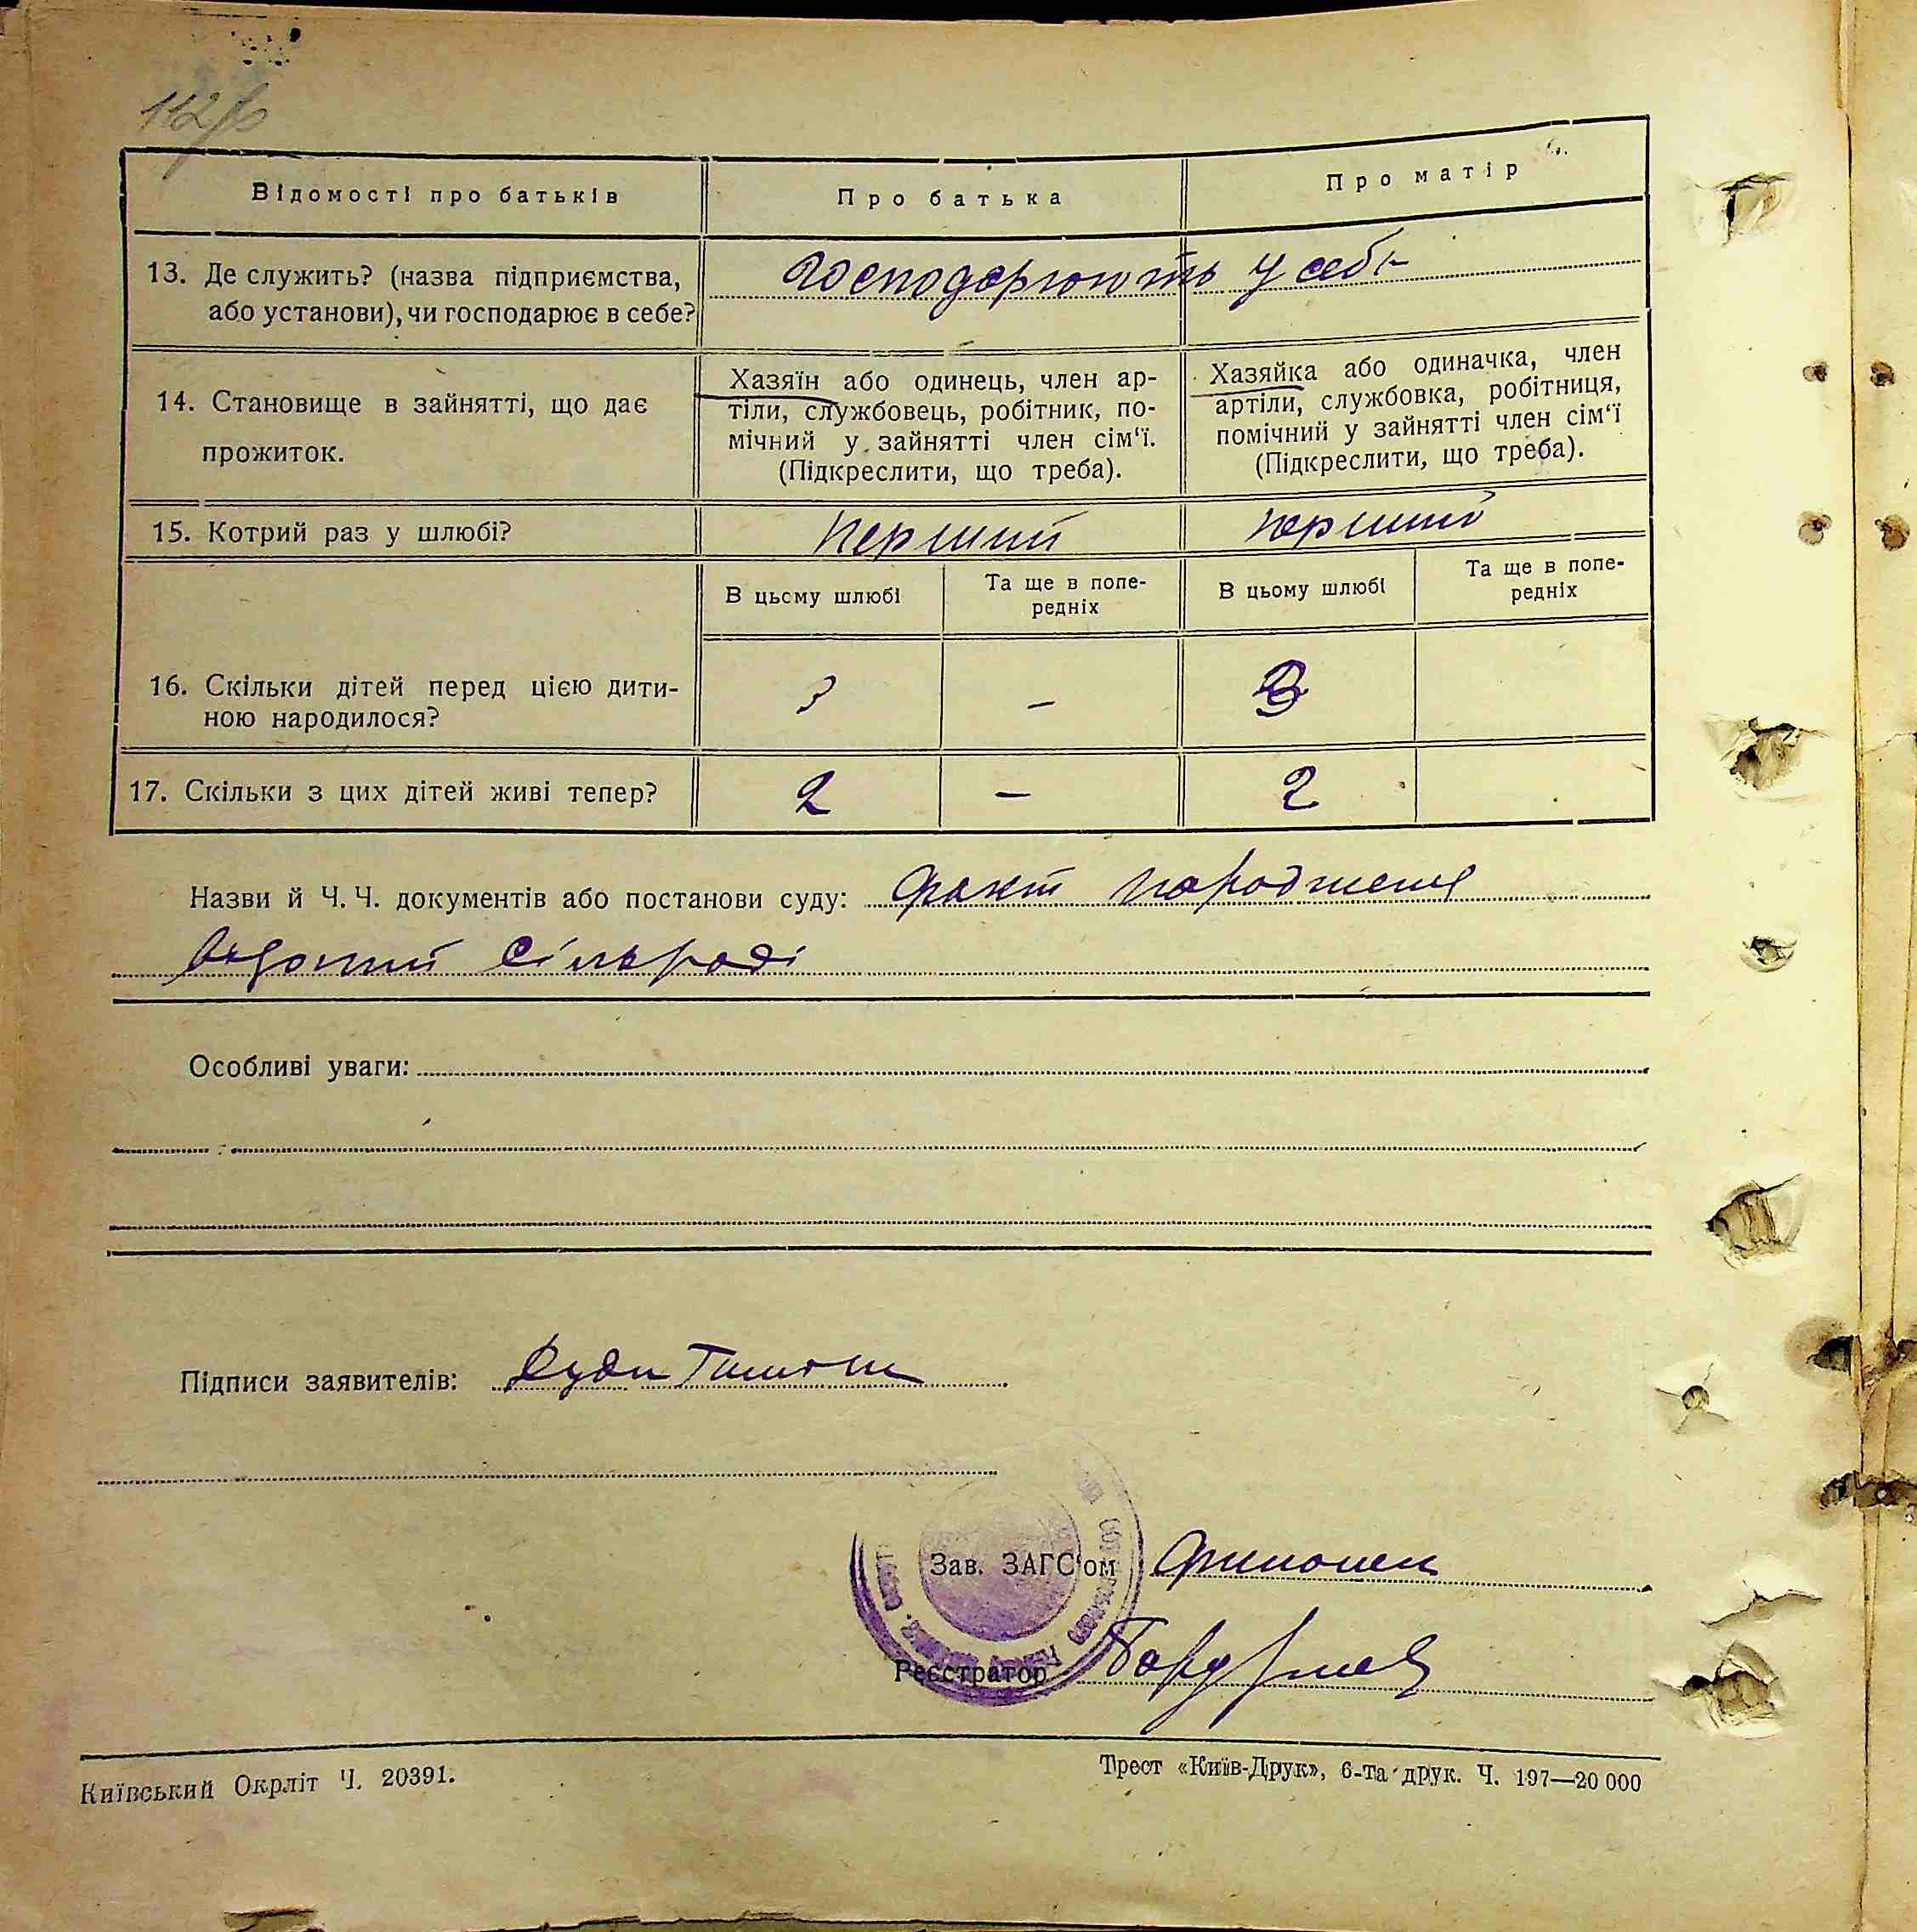 112
Відомості про батьків
Про батька
Про матір
13. Де служить? (назва підприємства,
або установи), чи господарює в себе?
Господарюють у себе
14. Становище в зайнятті, що дає
прожиток.
Хазяїн або одинець, член ар-
тіли, службовець, робітник, по-
мічний у зайнятті член сім‘ї.
(Підкреслити, що треба).
Хазяйка або одиначка, член
артіли, службовка, робітниця,
помічний у зайнятті член сім‘ї
(Підкреслити, що треба).
15. Котрий раз у шлюбі?
перший
перший
В цьому шлюбі
Та ще в попе-
редніх
В цьому шлюбі
Та ще в попе-
редніх
16. Скільки дітей перед цією дити-
ною народилося?
3
–
3
17. Скільки з цих дітей живі тепер?
2
–
2
Назви й Ч. Ч. документів або постанови суду: факт народження
відомий сільраді
Особливі уваги:
Підписи заявителів:
Зав. ЗАГС'ом
Реєстратор
Київський Окрліт Ч. 20391.
Трест «Київ-Друк», 6-та друк. Ч. 197—20 000